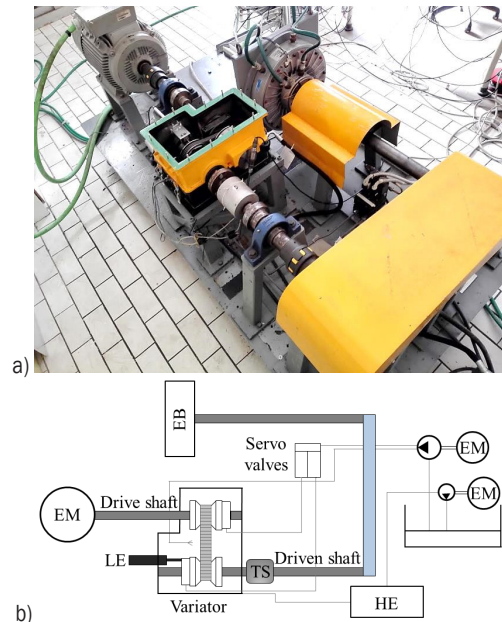 a)
EB
Servo
valves
EM
EM
Drive shaft
EM
LE
TS
Driven shaft
Variator
HE
b)